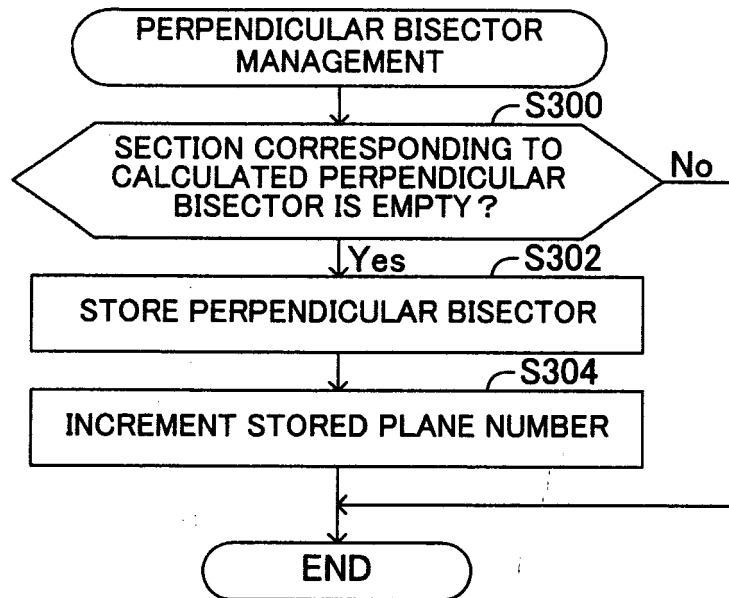 PERPENDICULAR BISECTOR
MANAGEMENT
S300
SECTION CORRESPONDING TO
CALCULATED PERPENDICULAR
BISECTOR IS EMPTY?
No
Yes
S302
STORE PERPENDICULAR BISECTOR
S304
INCREMENT STORED PLANE NUMBER
END